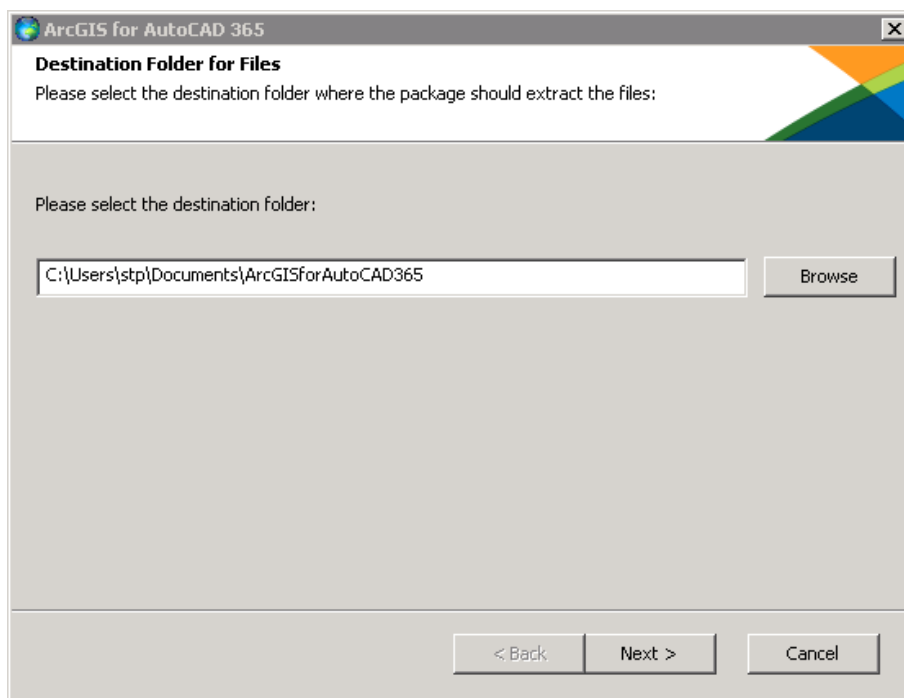 ArcGIS for AutoCAD 365
Destination Folder for Files
Please select the destination folder where the package should extract the files:
Please select the destination folder:
C:\Users\stp\Documents\ArcGISforAutoCAD365
Browse
< Back
Next >
Cancel